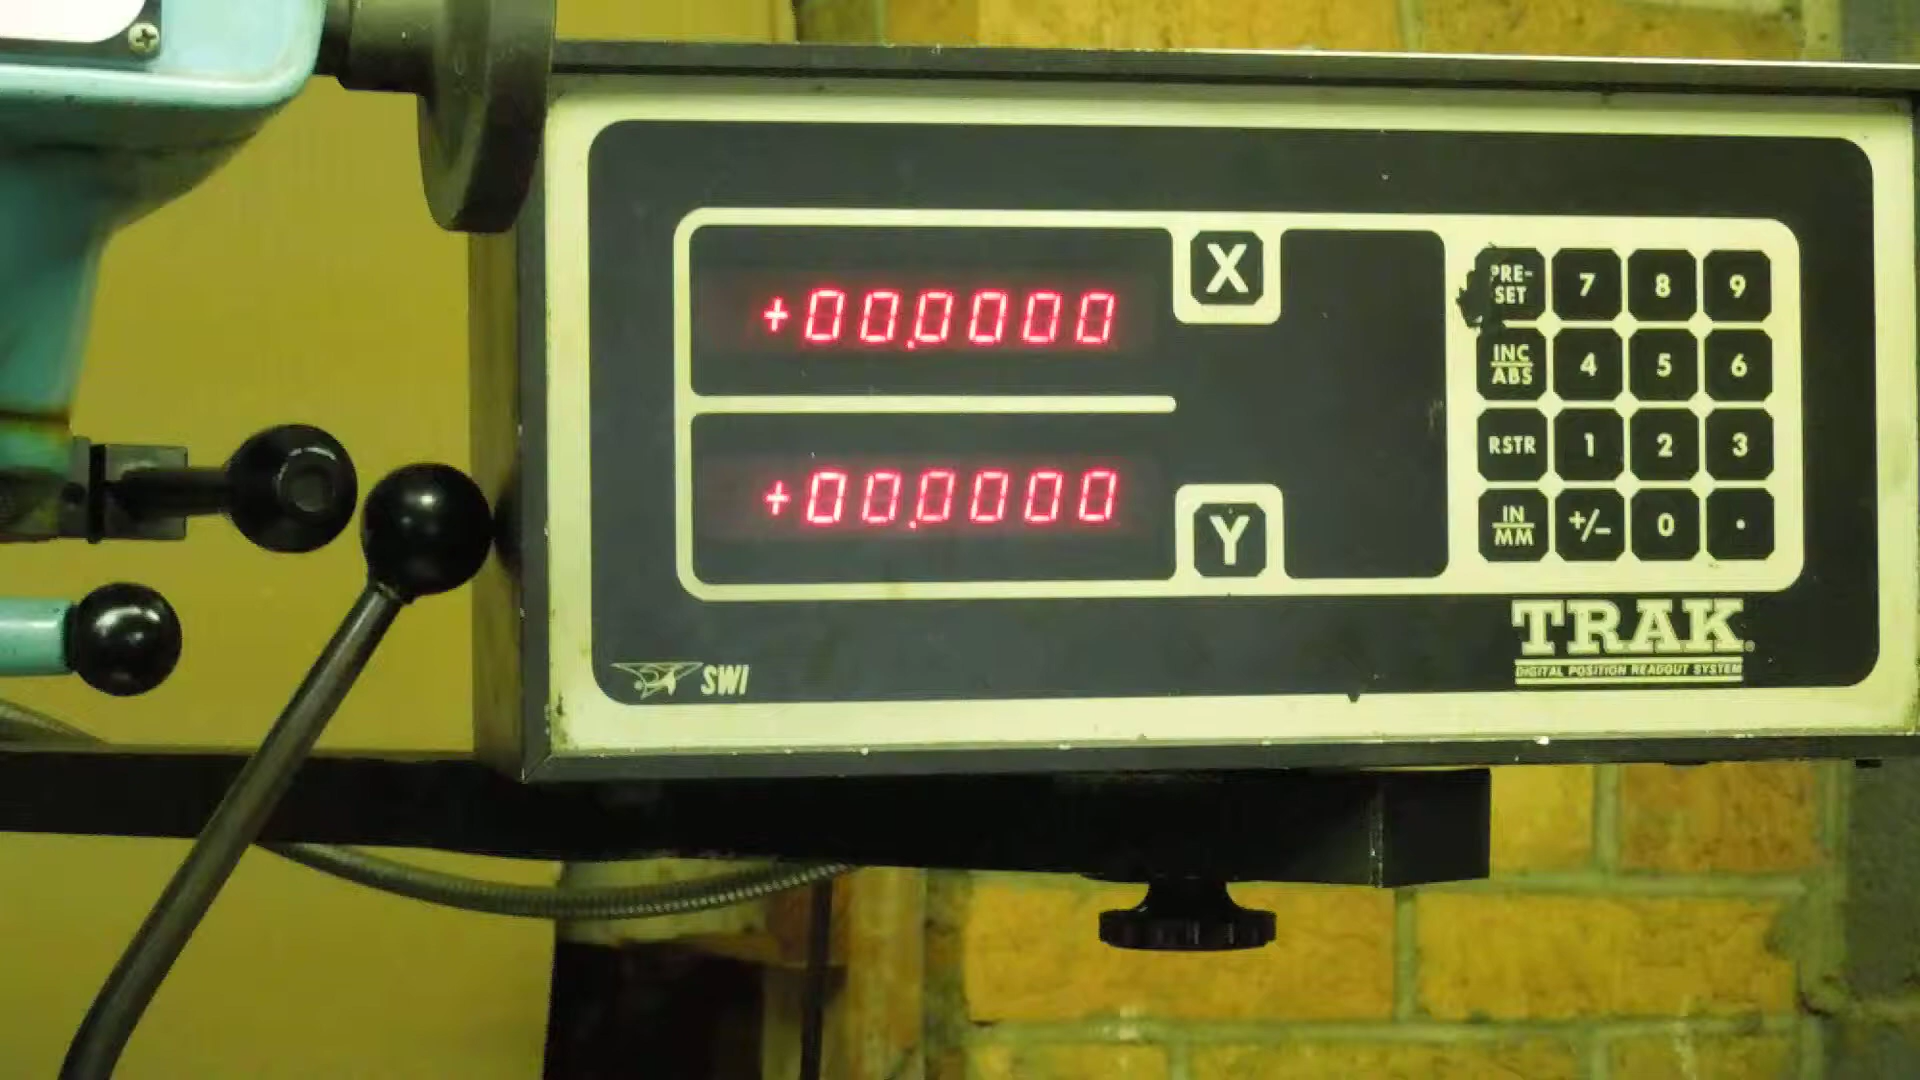 +00.0000
X
+00.0000
Y
PRE-
SET
7
8
9
INC
ABS
4
5
6
RSTR
1
2
3
IN
MM
+/-
0
.
TRAK®
DIGITAL POSITION READOUT SYSTEM
SWI